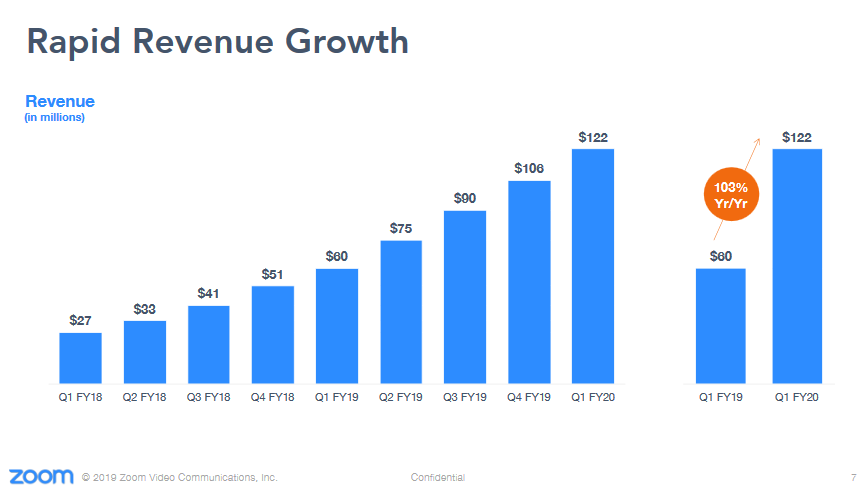 Rapid Revenue Growth
Revenue
(in millions)
$27
$33
$41
$51
$60
$75
$90
$106
$122
Q1 FY18
Q2 FY18
Q3 FY18
Q4 FY18
Q1 FY19
Q2 FY19
Q3 FY19
Q4 FY19
Q1 FY20
103%
Yr/Yr
$60
$122
Q1 FY19
Q1 FY20
zoom © 2019 Zoom Video Communications, Inc. Confidential 7